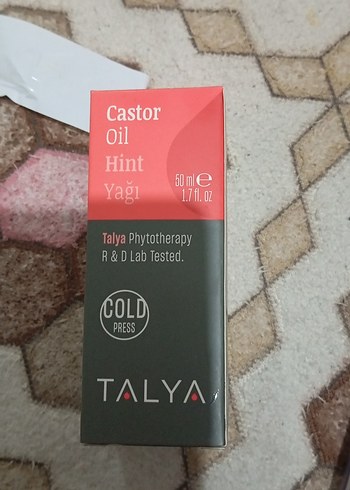 Castor
Oil
Hint
Yağı
50 ml ℮
1.7 fl. oz
Talya Phytotherapy
R & D Lab Tested.
COLD
PRESS
TALYA